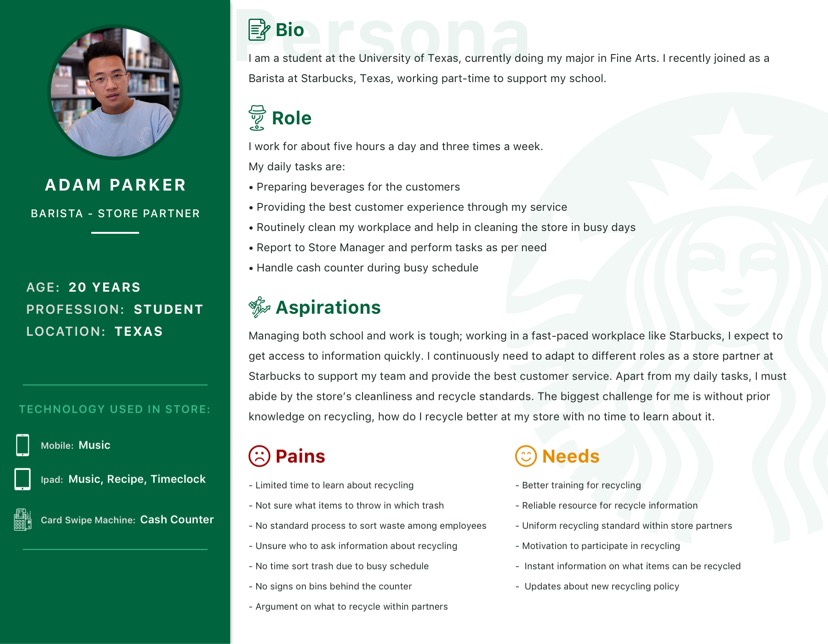 ADAM PARKER
BARISTA - STORE PARTNER
AGE: 20 YEARS
PROFESSION: STUDENT
LOCATION: TEXAS
TECHNOLOGY USED IN STORE:
Mobile: Music
Ipad: Music, Recipe, Timeclock
Card Swipe Machine: Cash Counter
Persona
Bio
I am a student at the University of Texas, currently doing my major in Fine Arts. I recently joined as a
Barista at Starbucks, Texas, working part-time to support my school.
Role
I work for about five hours a day and three times a week.
My daily tasks are:
• Preparing beverages for the customers
• Providing the best customer experience through my service
• Routinely clean my workplace and help in cleaning the store in busy days
• Report to Store Manager and perform tasks as per need
• Handle cash counter during busy schedule
Aspirations
Managing both school and work is tough; working in a fast-paced workplace like Starbucks, I expect to
get access to information quickly. I continuously need to adapt to different roles as a store partner at
Starbucks to support my team and provide the best customer service. Apart from my daily tasks, I must
abide by the store’s cleanliness and recycle standards. The biggest challenge for me is without prior
knowledge on recycling, how do I recycle better at my store with no time to learn about it.
Pains
- Limited time to learn about recycling
- Not sure what items to throw in which trash
- No standard process to sort waste among employees
- Unsure who to ask information about recycling
- No time sort trash due to busy schedule
- No signs on bins behind the counter
- Argument on what to recycle within partners
Needs
- Better training for recycling
- Reliable resource for recycle information
- Uniform recycling standard within store partners
- Motivation to participate in recycling
- Instant information on what items can be recycled
- Updates about new recycling policy